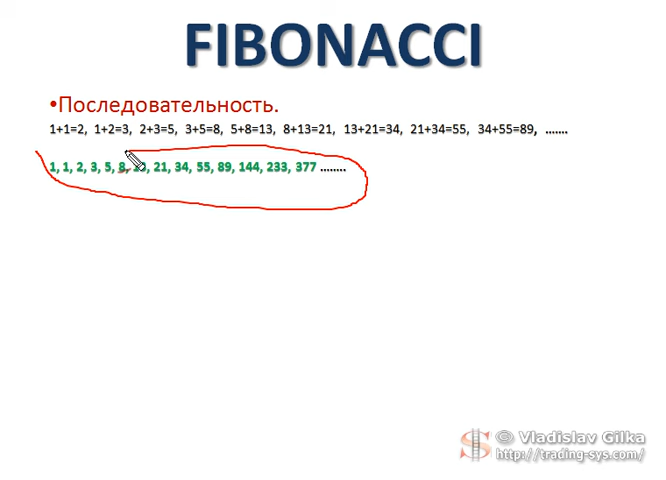 FIBONACCI
•Последовательность.
1+1=2, 1+2=3, 2+3=5, 3+5=8, 5+8=13, 8+13=21, 13+21=34, 21+34=55, 34+55=89, .......
1, 1, 2, 3, 5, 8, 13, 21, 34, 55, 89, 144, 233, 377 ........
© Vladislav Gilka
http://trading-sys.com/